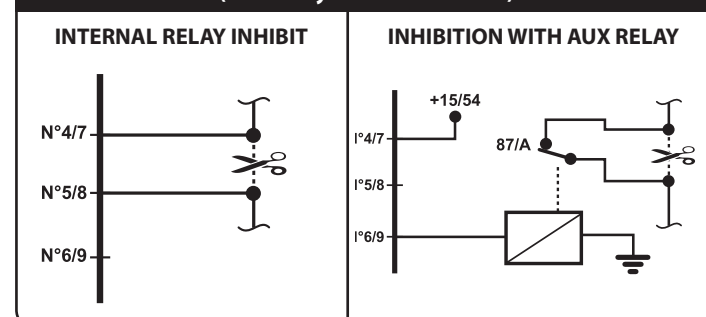 INTERNAL RELAY INHIBIT
N°4/7
N°5/8
N°6/9
INHIBITION WITH AUX RELAY
+15/54
I°4/7
87/A
I°5/8
I°6/9